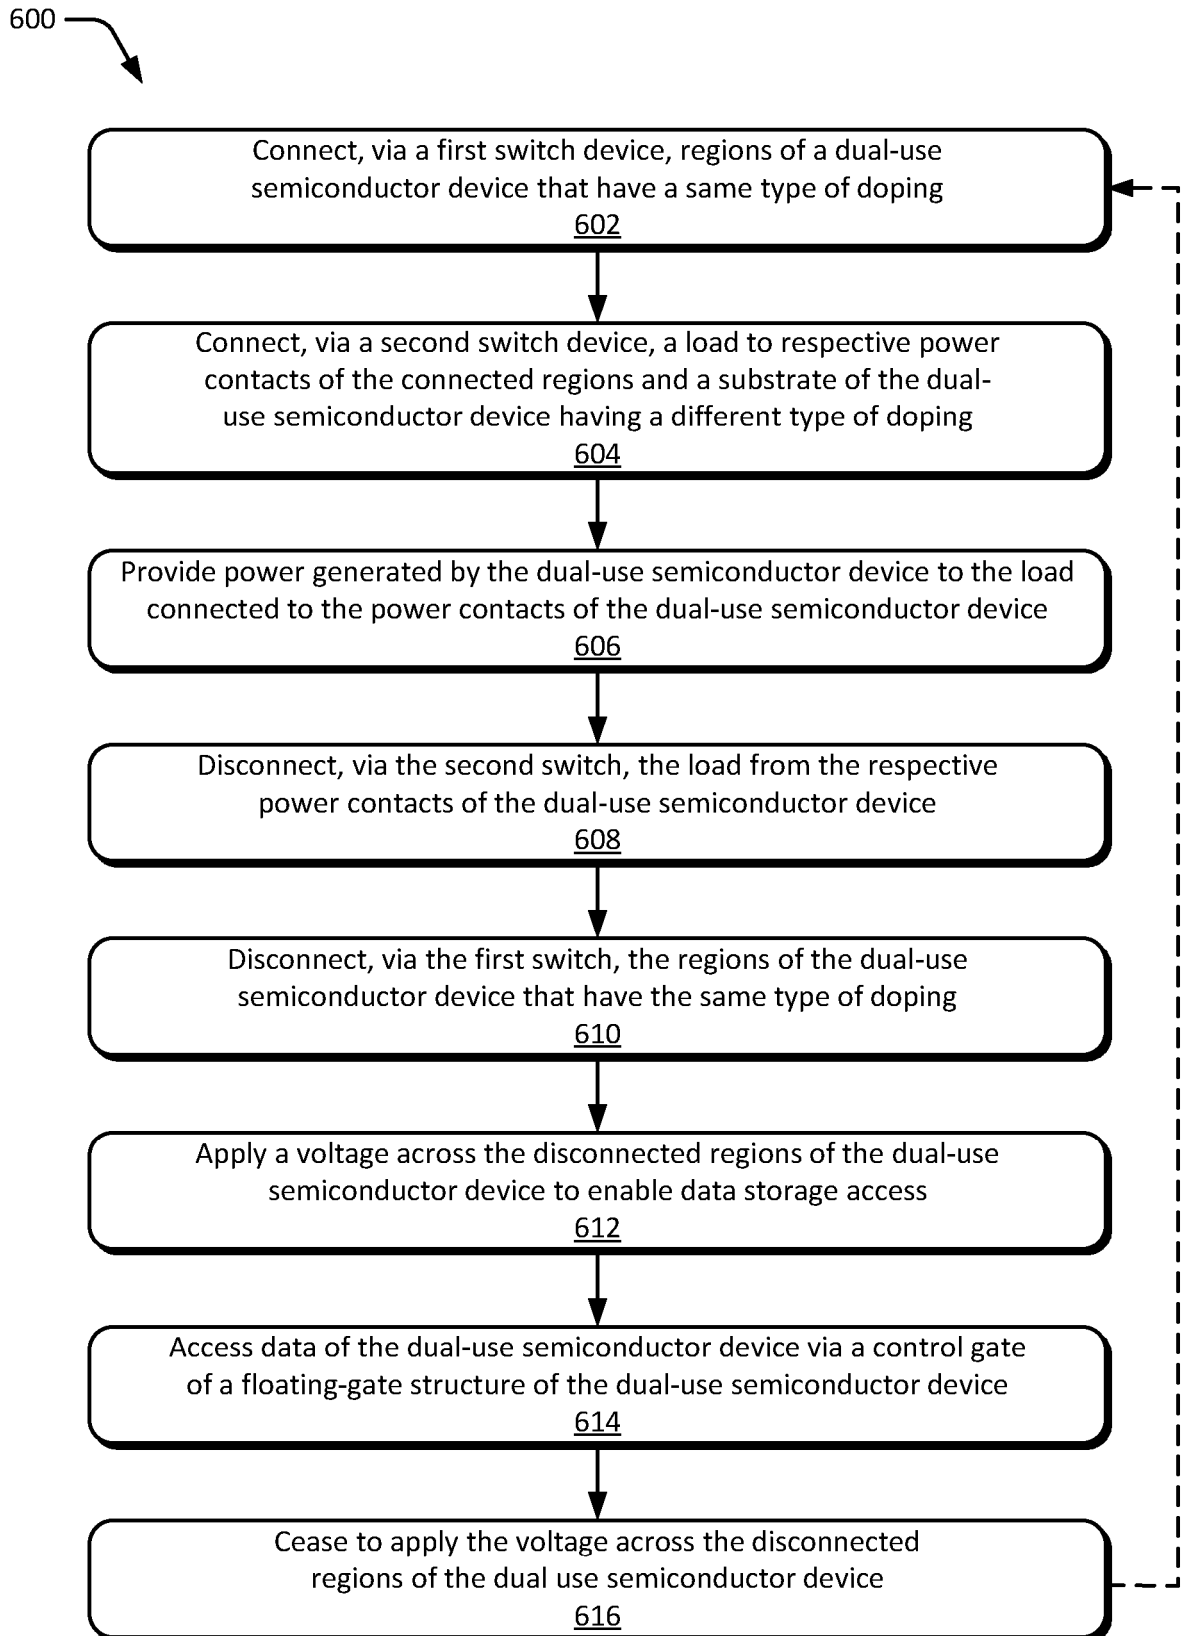 600
Connect, via a first switch device, regions of a dual-use
semiconductor device that have a same type of doping
602
Connect, via a second switch device, a load to respective power
contacts of the connected regions and a substrate of the dual-
use semiconductor device having a different type of doping
604
Provide power generated by the dual-use semiconductor device to the load
connected to the power contacts of the dual-use semiconductor device
606
Disconnect, via the second switch, the load from the respective
power contacts of the dual-use semiconductor device
608
Disconnect, via the first switch, the regions of the dual-use
semiconductor device that have the same type of doping
610
Apply a voltage across the disconnected regions of the dual-use
semiconductor device to enable data storage access
612
Access data of the dual-use semiconductor device via a control gate
of a floating-gate structure of the dual-use semiconductor device
614
Cease to apply the voltage across the disconnected
regions of the dual use semiconductor device
616